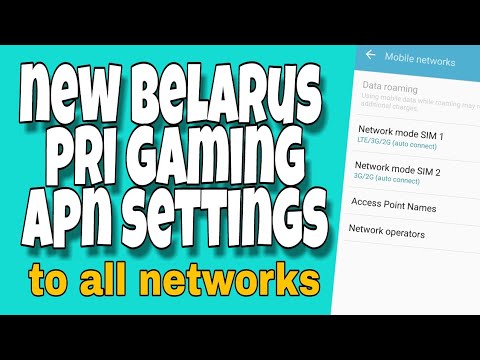 new Belarus
PRI Gaming
Apn settings
to all networks
Mobile networks
Data roaming
Using mobile data while roaming may
additional charges.
Network mode SIM 1
LTE/3G/2G (auto connect)
Network mode SIM 2
3G/2G (auto connect)
Access Point Names
Network operators